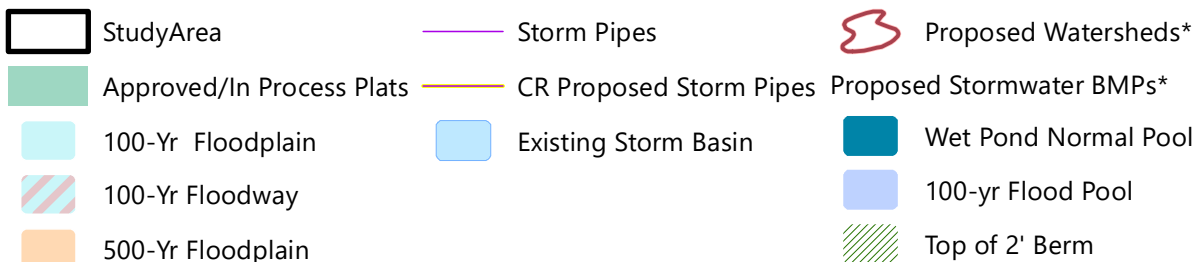 StudyArea
Approved/In Process Plats
100-Yr  Floodplain
100-Yr Floodway
500-Yr Floodplain
Storm Pipes
CR Proposed Storm Pipes
Existing Storm Basin
Proposed Watersheds*
Proposed Stormwater BMPs*
Wet Pond Normal Pool
100-yr Flood Pool
Top of 2' Berm